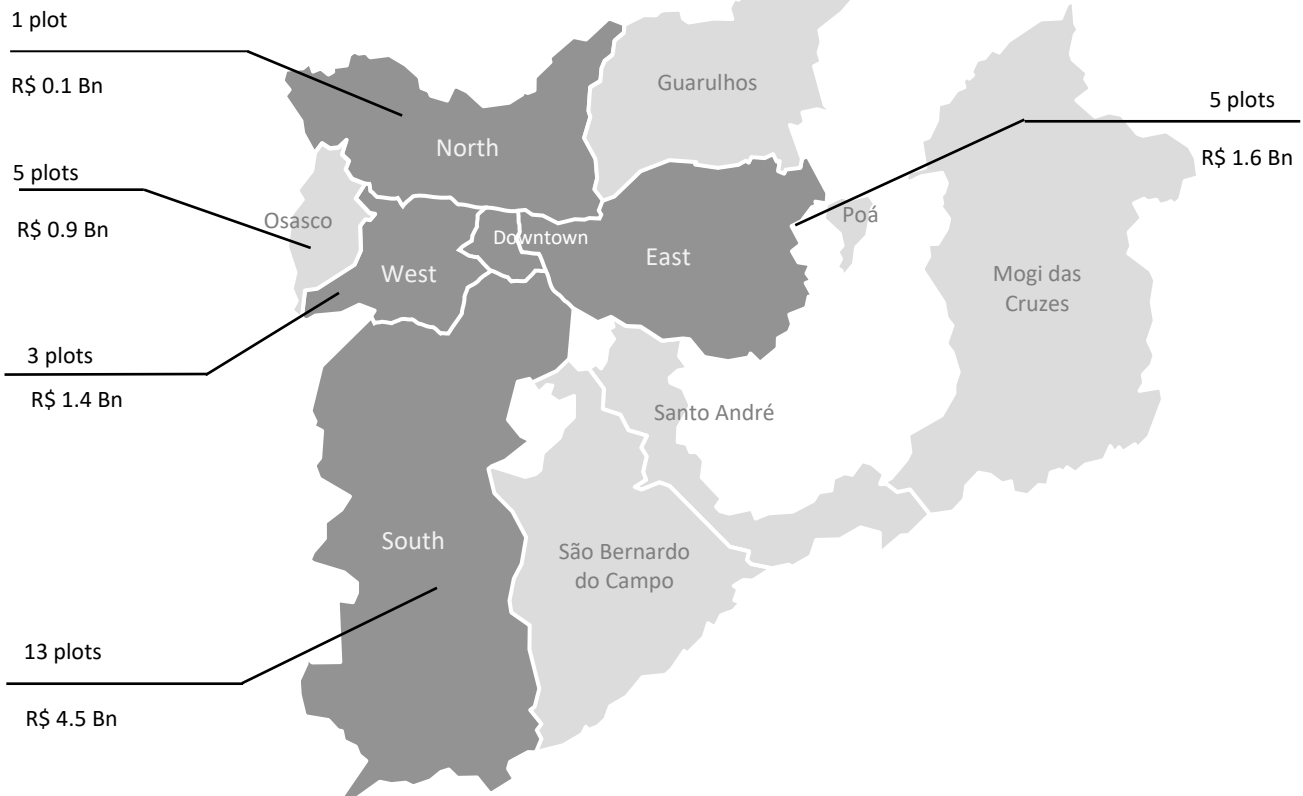 1 plot
R$ 0.1 Bn
Guarulhos
5 plots
R$ 1.6 Bn
North
5 plots
R$ 0.9 Bn
Osasco
Poá
Downtown
East
West
Mogi das
Cruzes
3 plots
R$ 1.4 Bn
Santo André
South
São Bernardo
do Campo
13 plots
R$ 4.5 Bn